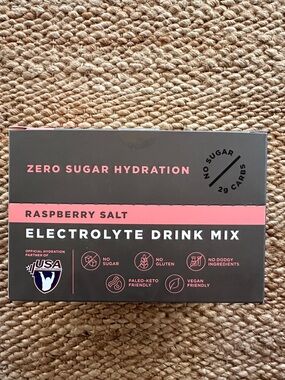 ZERO SUGAR HYDRATION
NO SUGAR
2g CARBS
RASPBERRY SALT
ELECTROLYTE DRINK MIX
OFFICIAL HYDRATION
PARTNER OF
USA
NO
SUGAR
NO
GLUTEN
NO DODGY
INGREDIENTS
PALEO-KETO
FRIENDLY
VEGAN
FRIENDLY